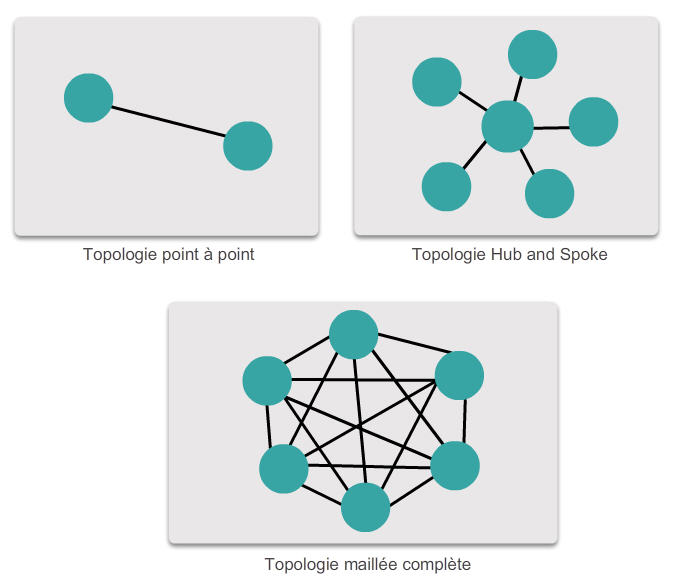 Topologie point à point
Topologie Hub and Spoke
Topologie maillée complète